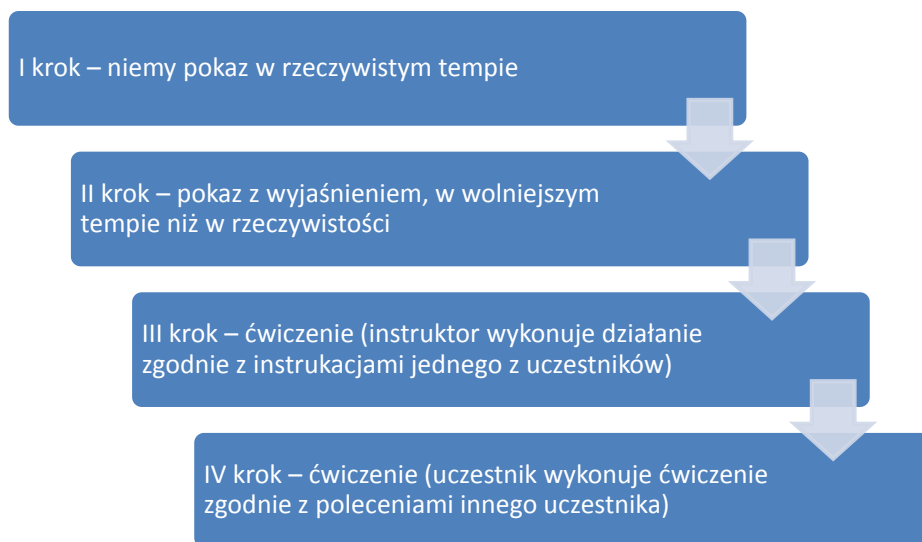 I krok – niemy pokaz w rzeczywistym tempie
II krok – pokaz z wyjaśnieniem, w wolniejszym
tempie niż w rzeczywistości
III krok – ćwiczenie (instruktor wykonuje działanie
zgodnie z instrukacjami jednego z uczestników)
IV krok – ćwiczenie (uczestnik wykonuje ćwiczenie
zgodnie z poleceniami innego uczestnika)